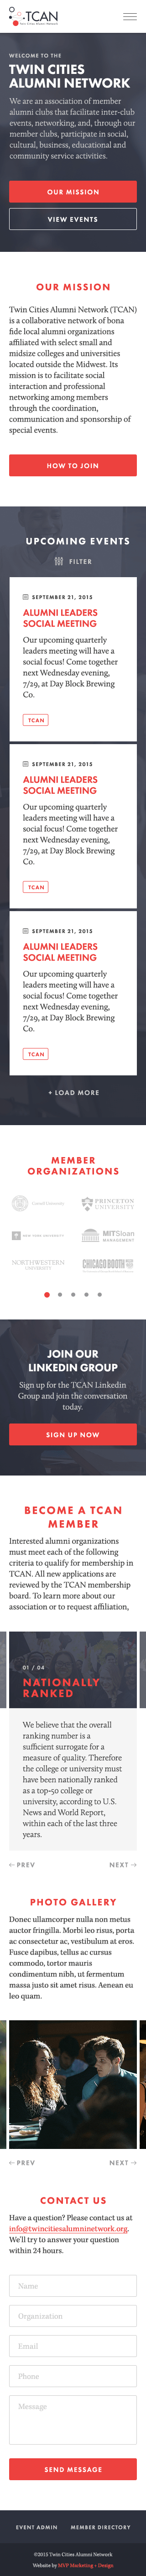 TCAN
WELCOME TO THE
TWIN CITIES
ALUMNI NETWORK
We are an association of member
alumni clubs that facilitate inter-club
events, networking, and, through our
member clubs, participate in social,
cultural, business, educational and
community service activities.
OUR MISSION
VIEW EVENTS
OUR MISSION
Twin Cities Alumni Network (TCAN)
is a collaborative network of bona
fide local alumni organizations
affiliated with select small and
midsize colleges and universities
located outside the Midwest. Its
mission is to facilitate social
interaction and professional
networking among members
through the coordination,
communication and sponsorship of
special events.
HOW TO JOIN
UPCOMING EVENTS
FILTER
SEPTEMBER 21, 2015
ALUMNI LEADERS
SOCIAL MEETING
Our upcoming quarterly
leaders meeting will have a
social focus! Come together
next Wednesday evening,
7/29, at Day Block Brewing
Co.
TCAN
SEPTEMBER 21, 2015
ALUMNI LEADERS
SOCIAL MEETING
Our upcoming quarterly
leaders meeting will have a
social focus! Come together
next Wednesday evening,
7/29, at Day Block Brewing
Co.
TCAN
SEPTEMBER 21, 2015
ALUMNI LEADERS
SOCIAL MEETING
Our upcoming quarterly
leaders meeting will have a
social focus! Come together
next Wednesday evening,
7/29, at Day Block Brewing
Co.
TCAN
+ LOAD MORE
MEMBER
ORGANIZATIONS
Cornell University
PRINCETON
UNIVERSITY
NEW YORK UNIVERSITY
MITSloan
MANAGEMENT
NORTHWESTERN
UNIVERSITY
CHICAGO BOOTH
JOIN OUR
LINKEDIN GROUP
Sign up for the TCAN Linkedin
Group and join the conversation
today.
SIGN UP NOW
BECOME A TCAN
MEMBER
Interested alumni organizations
must meet each of the following
criteria to qualify for membership in
TCAN. All new applications are
reviewed by the TCAN membership
board. To learn more about our
association or to request affiliation,
01 / 04
NATIONALLY
RANKED
We believe that the overall
ranking number is a
sufficient surrogate for a
measure of quality. Therefore
the college or university must
have been nationally ranked
as a top-50 college or
university, according to U.S.
News and World Report,
within each of the last three
years.
← PREV
NEXT →
PHOTO GALLERY
Donec ullamcorper nulla non metus
auctor fringilla. Morbi leo risus, porta
ac consectetur ac, vestibulum at eros.
Fusce dapibus, tellus ac cursus
commodo, tortor mauris
condimentum nibh, ut fermentum
massa justo sit amet risus. Aenean eu
leo quam.
← PREV
NEXT →
CONTACT US
Have a question? Please contact us at
info@twincitiesalumninetwork.org.
We'll try to answer your question
within 24 hours.
Name
Organization
Email
Phone
Message
SEND MESSAGE
EVENT ADMIN
MEMBER DIRECTORY
©2015 Twin Cities Alumni Network
Website by MVP Marketing + Design